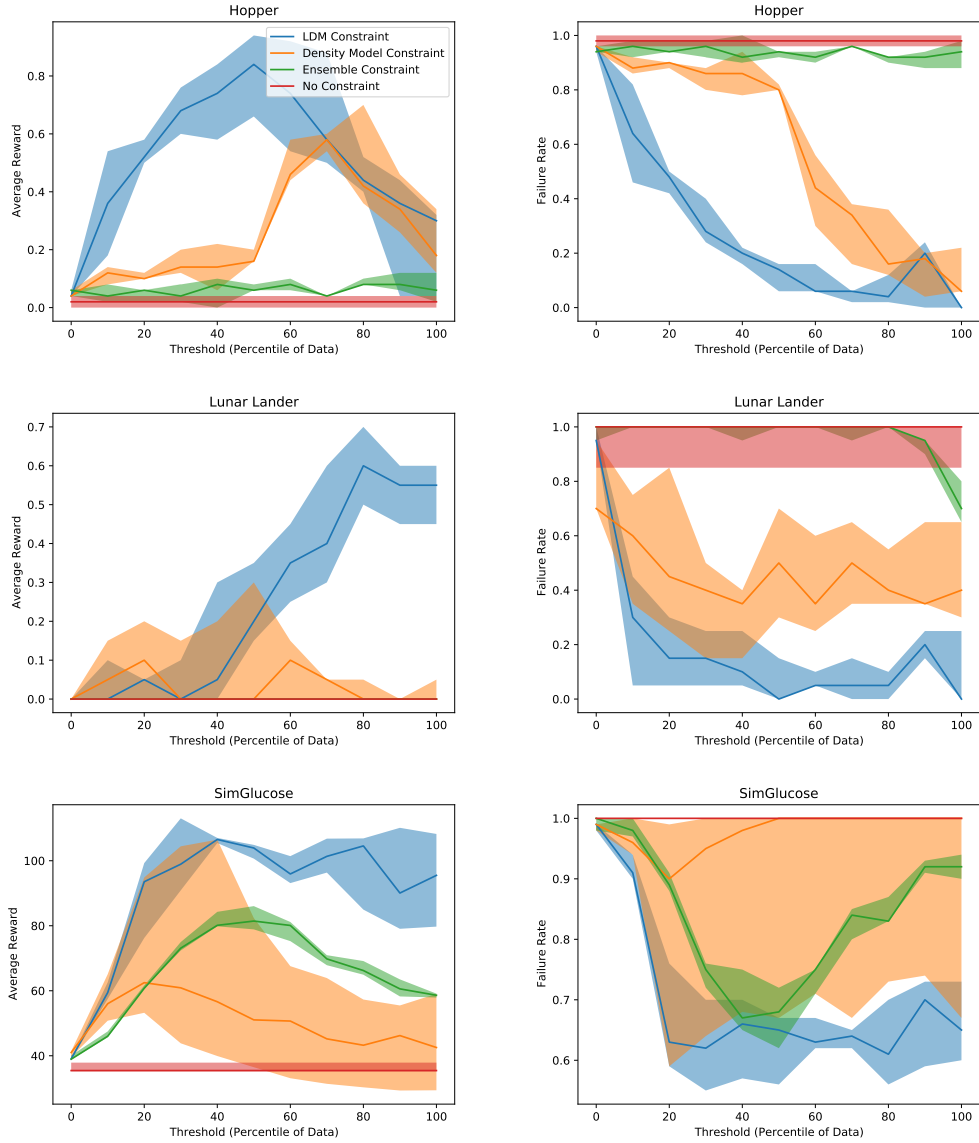 Hopper
Average Reward
0.8
0.6
0.4
0.2
0.0
LDM Constraint
Density Model Constraint
Ensemble Constraint
No Constraint
0 20 40 60 80 100
Threshold (Percentile of Data)
Hopper
Failure Rate
1.0
0.8
0.6
0.4
0.2
0.0
0 20 40 60 80 100
Threshold (Percentile of Data)
Lunar Lander
Average Reward
0.7
0.6
0.5
0.4
0.3
0.2
0.1
0.0
0 20 40 60 80 100
Threshold (Percentile of Data)
Lunar Lander
Failure Rate
1.0
0.8
0.6
0.4
0.2
0.0
0 20 40 60 80 100
Threshold (Percentile of Data)
SimGlucose
Average Reward
100
80
60
40
0 20 40 60 80 100
Threshold (Percentile of Data)
SimGlucose
Failure Rate
1.0
0.9
0.8
0.7
0.6
0 20 40 60 80 100
Threshold (Percentile of Data)